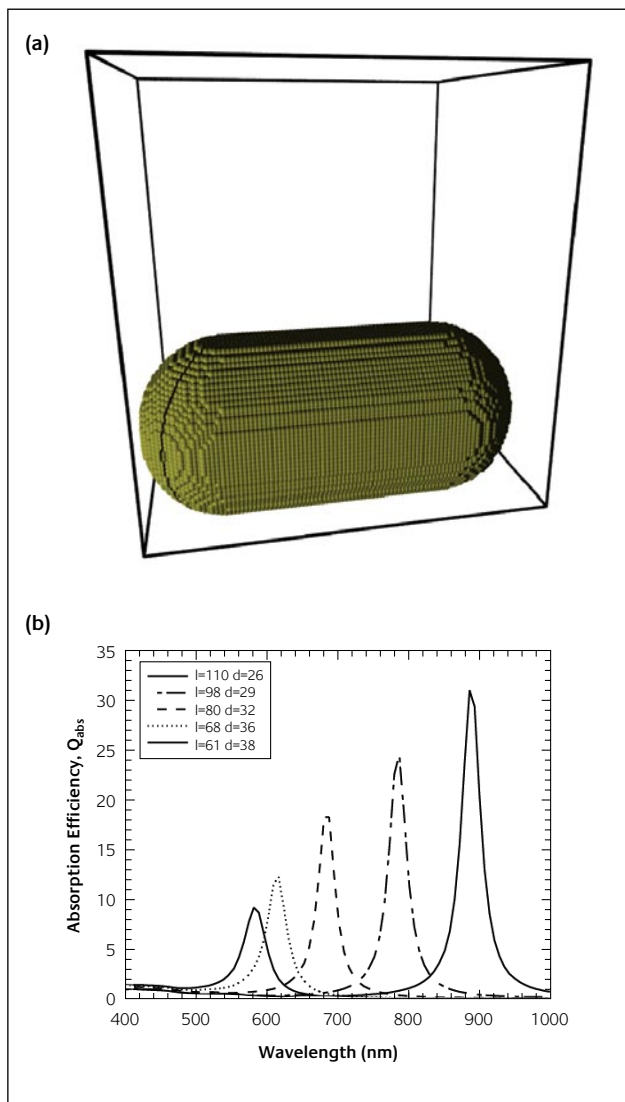 (a)
(b)
35
30
25
20
15
10
5
0
Absorption Efficiency, Qabs
l=110 d=26
l=98 d=29
l=80 d=32
l=68 d=36
l=61 d=38
400 500 600 700 800 900 1000
Wavelength (nm)